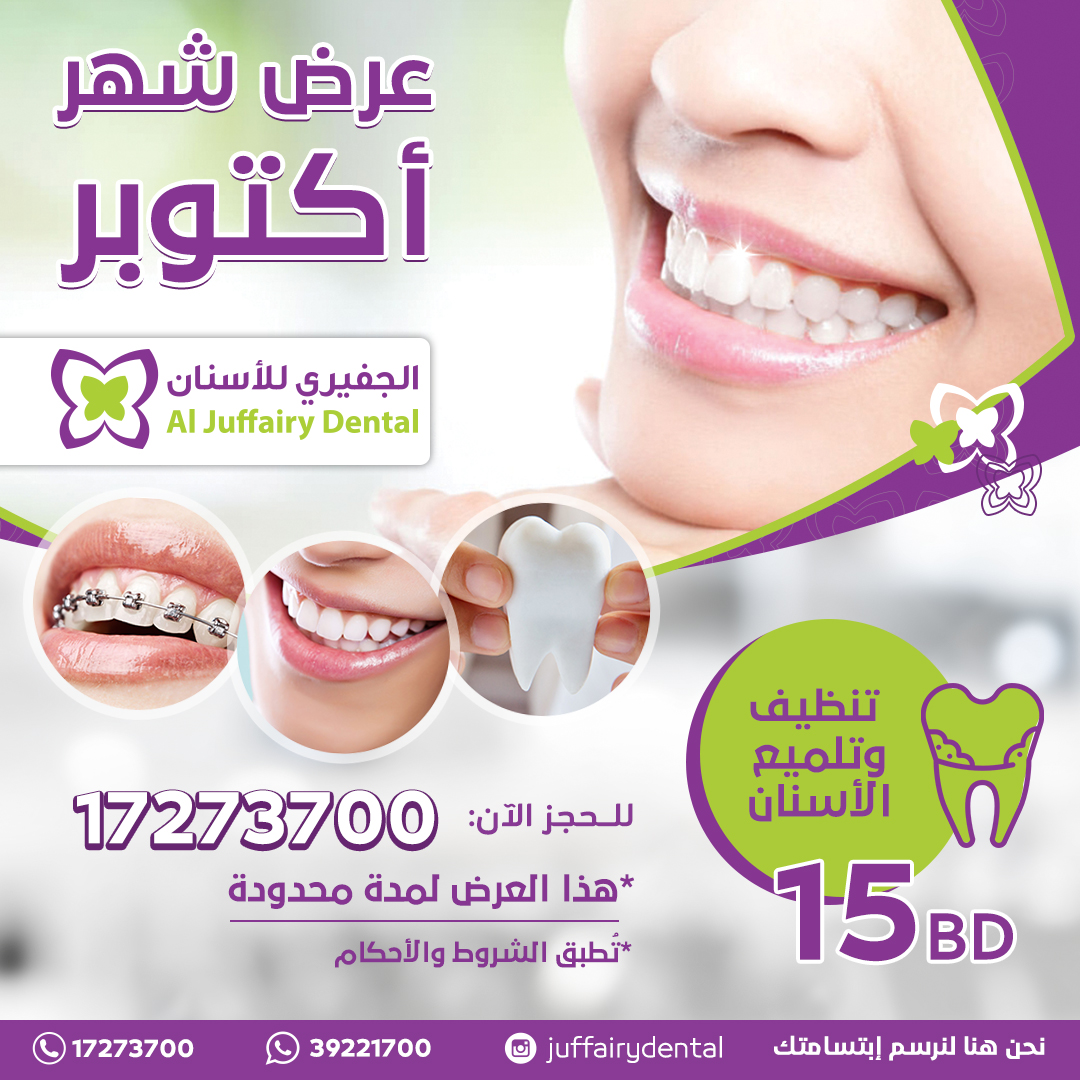 عرض شهر
أكتوبر
الجفيري للأسنان
Al Juffairy Dental
تنظيف
وتلميع
الأسنان
15 BD
للـحجز الآن: 17273700
*هذا العرض لمدة محدودة
*تُطبق الشروط والأحكام
17273700
39221700
juffairydental
نحن هنا لنرسم إبتسامتك